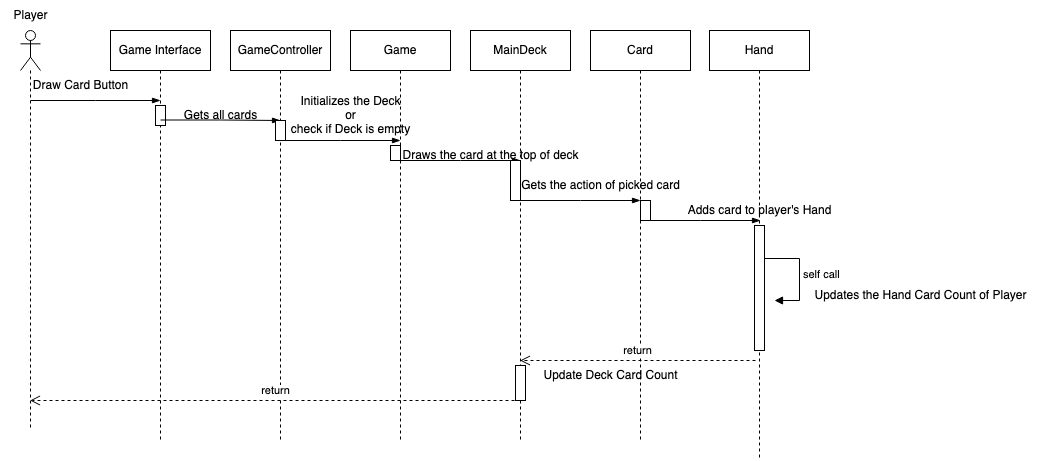 Player
Game Interface
GameController
Game
MainDeck
Card
Hand
Draw Card Button
Gets all cards
Initializes the Deck
or
check if Deck is empty
Draws the card at the top of deck
Gets the action of picked card
Adds card to player's Hand
self call
Updates the Hand Card Count of Player
return
Update Deck Card Count
return